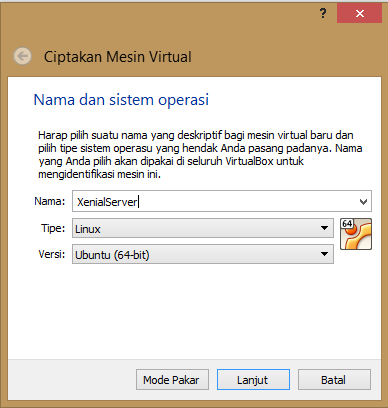 ?
Ciptakan Mesin Virtual
Nama dan sistem operasi
Harap pilih suatu nama yang deskriptif bagi mesin virtual baru dan
pilih tipe sistem operasu yang hendak Anda pasang padanya. Nama
yang Anda pilih akan dipakai di seluruh VirtualBox untuk
mengidentifikasi mesin ini.
Nama: XenialServer
Tipe: Linux
64
Versi: Ubuntu (64-bit)
Mode Pakar Lanjut Batal